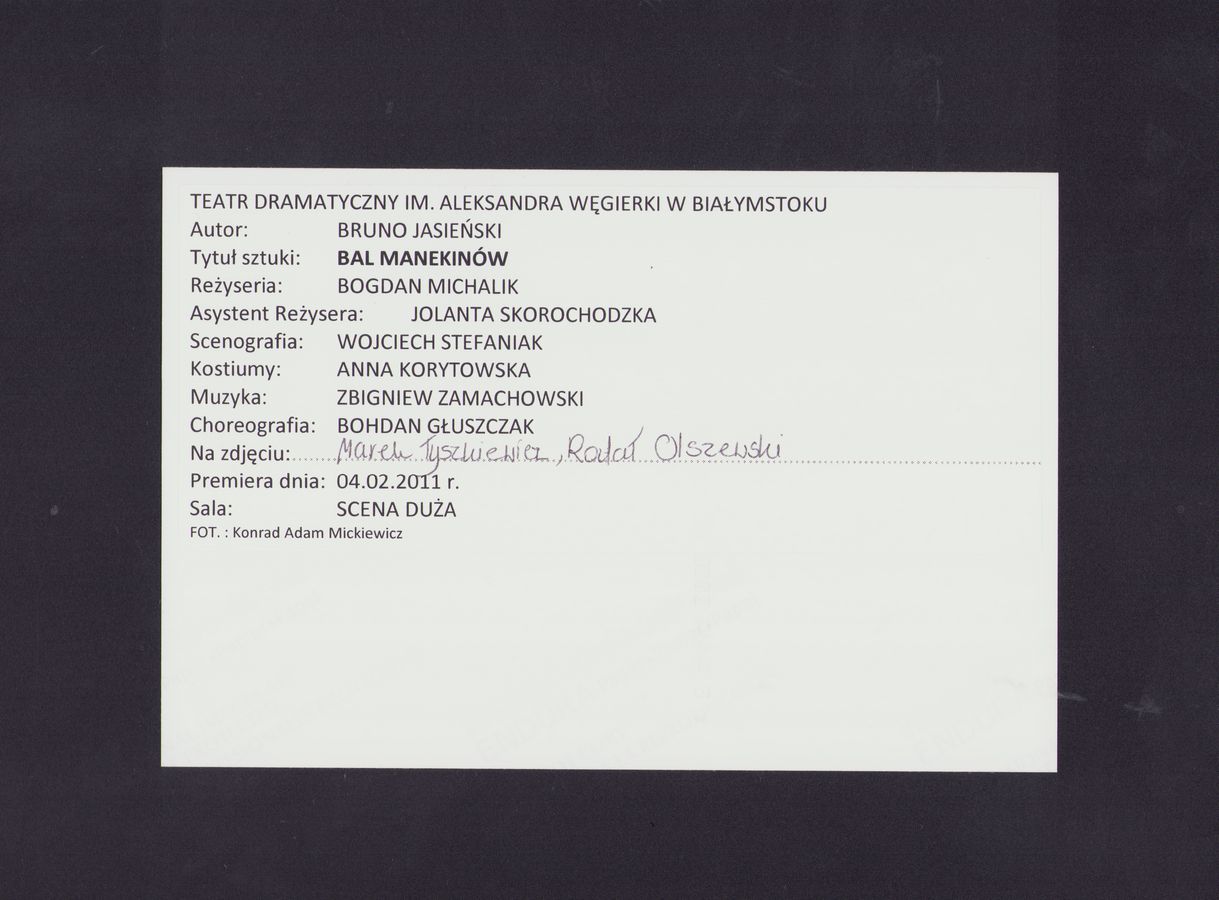 TEATR DRAMATYCZNY IM. ALEKSANDRA WĘGIERKI W BIAŁYMSTOKU
Autor: BRUNO JASIEŃSKI
Tytuł sztuki: BAL MANEKINÓW
Reżyseria: BOGDAN MICHALIK
Asystent Reżysera: JOLANTA SKOROCHODZKA
Scenografia: WOJCIECH STEFANIAK
Kostiumy: ANNA KORYTOWSKA
Muzyka: ZBIGNIEW ZAMACHOWSKI
Choreografia: BOHDAN GŁUSZCZAK
Na zdjęciu: Marek Tyszkiewicz, Rafał Olszewski
Premiera dnia: 04.02.2011 r.
Sala: SCENA DUŻA
FOT. : Konrad Adam Mickiewicz